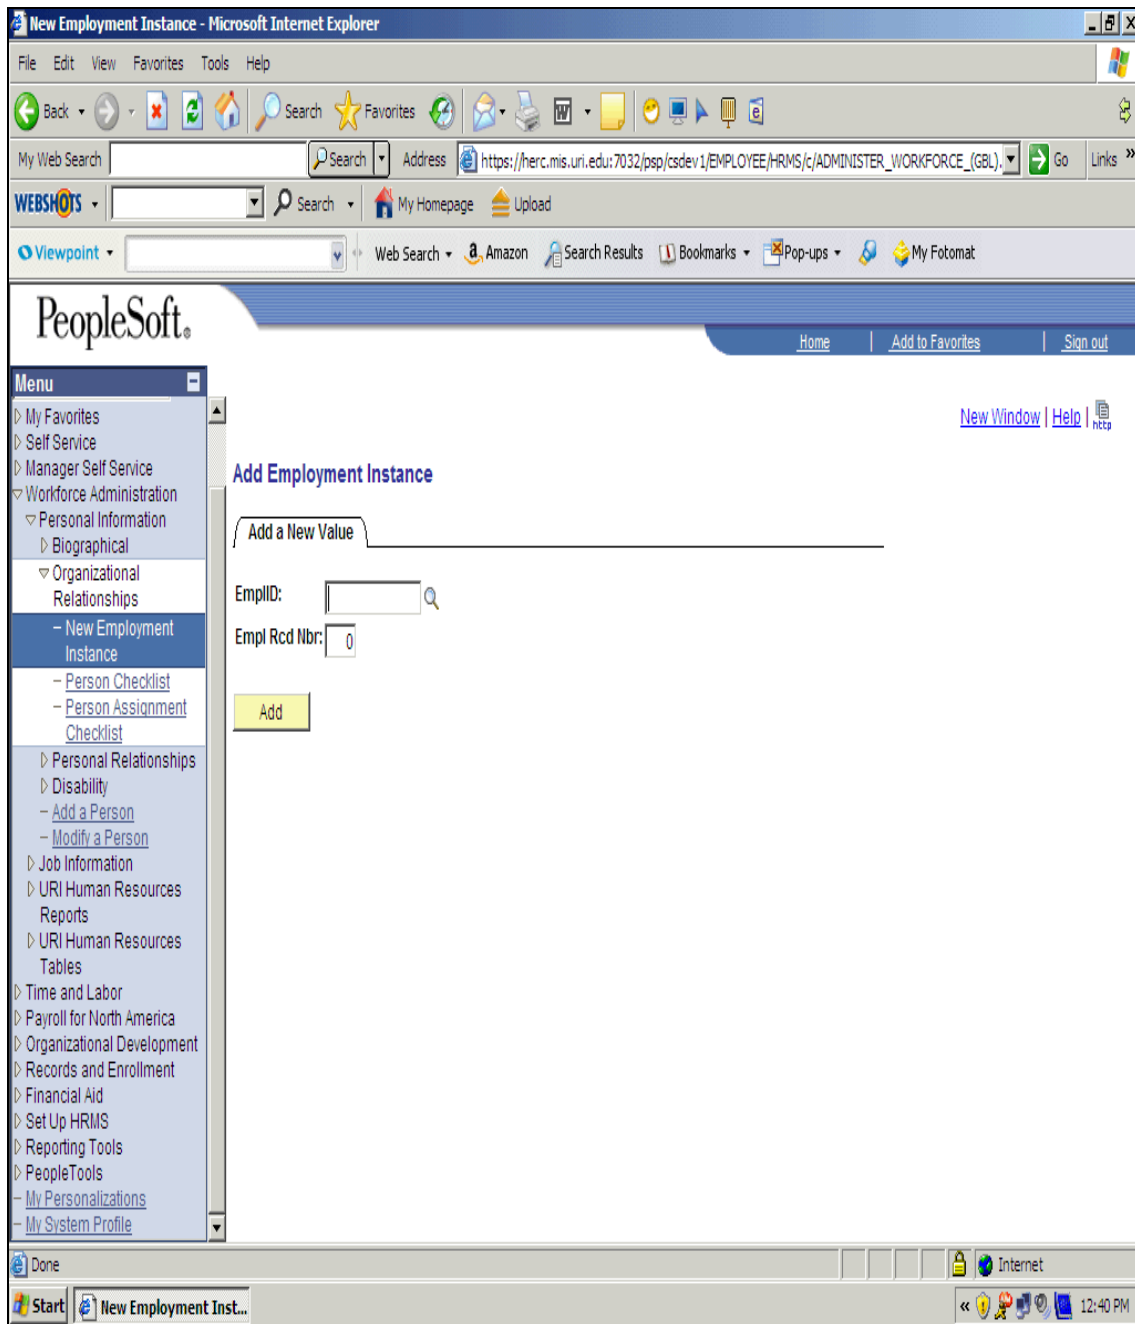 New Employment Instance - Microsoft Internet Explorer
File Edit View Favorites Tools Help
Back Search Favorites
My Web Search Search Address https://herc.mis.uri.edu:7032/psp/csdev1/EMPLOYEE/HRMS/c/ADMINISTER_WORKFORCE_(GBL). Go Links »
WEBSHOTS Search My Homepage Upload
Viewpoint Web Search Amazon Search Results Bookmarks Pop-ups My Fotomat
PeopleSoft®
Home | Add to Favorites | Sign out
Menu
New Window | Help | http
My Favorites
Self Service
Manager Self Service
Workforce Administration
Personal Information
Biographical
Organizational
Relationships
– New Employment
Instance
– Person Checklist
– Person Assignment
Checklist
Personal Relationships
Disability
– Add a Person
– Modify a Person
Job Information
URI Human Resources
Reports
URI Human Resources
Tables
Time and Labor
Payroll for North America
Organizational Development
Records and Enrollment
Financial Aid
Set Up HRMS
Reporting Tools
PeopleTools
– My Personalizations
– My System Profile
Add Employment Instance
Add a New Value
EmplID:
Empl Rcd Nbr: 0
Add
Done Internet
Start New Employment Inst... « 12:40 PM